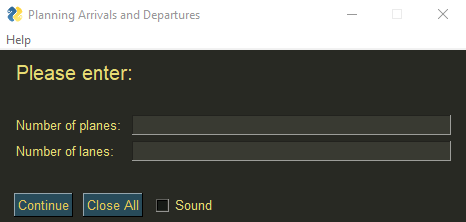 Planning Arrivals and Departures
Help
Please enter:
Number of planes:
Number of lanes:
Continue Close All Sound